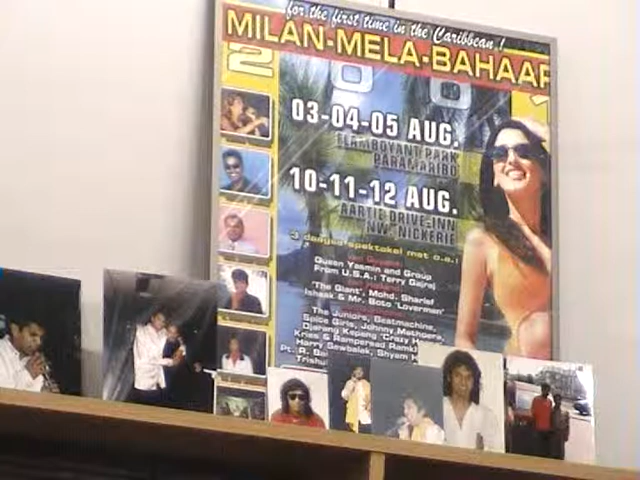 for the first time in the Caribbean!
MILAN-MELA-BAHAAR
2001
03-04-05 AUG.
FLAMBOYANT PARK
PARAMARIBO
10-11-12 AUG.
AARTIE DRIVE-INN
NW. NICKERIE
3 daagse spektakel met o.a.:
Queen Yasmin and Group
From U.S.A.: Terry Gajraj
'The Giant', Mohd. Sharief
Ishaak & Mr. Boto 'Loverman'
The Juniors, Beatmachine,
Spice Girls, Johnny
Djarang Kepang 'Crazy
Kries & Rampersad
Harry Sewbalak, Shyam
Pt. R.